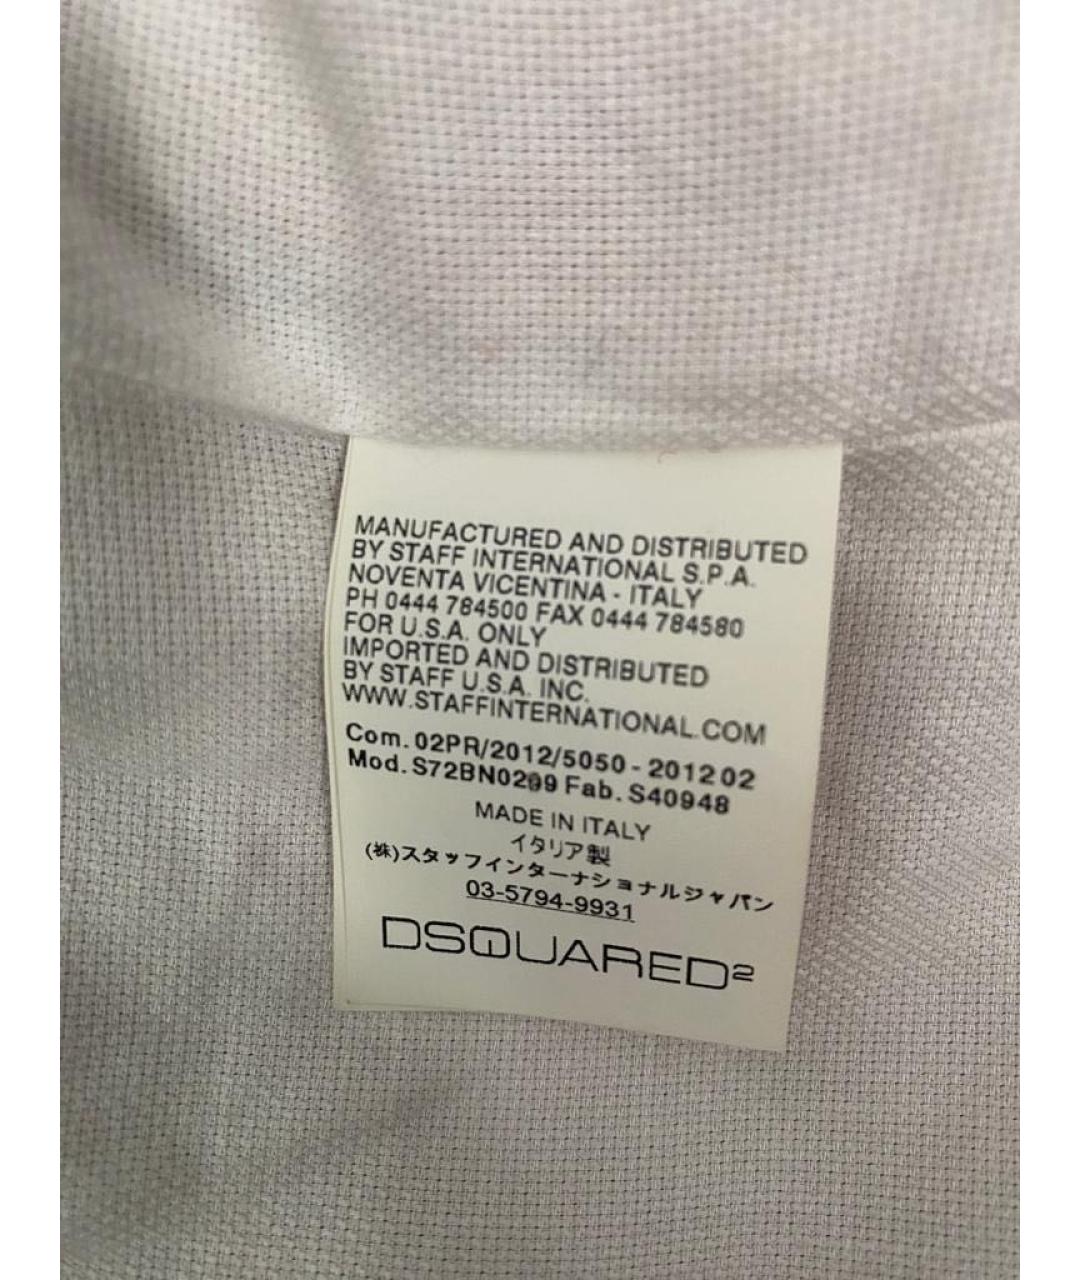 MANUFACTURED AND DISTRIBUTED
BY STAFF INTERNATIONAL S.P.A.
NOVENTA VICENTINA - ITALY
PH 0444 784500 FAX 0444 784580
FOR U.S.A. ONLY
IMPORTED AND DISTRIBUTED
BY STAFF U.S.A. INC.
WWW.STAFFINTERNATIONAL.COM
Com. 02PR/2012/5050 - 2012 02
Mod. S72BN0299 Fab. S40948
MADE IN ITALY
イタリア製
(株)スタッフインターナショナルジャパン
03-5794-9931
DSQUARED2